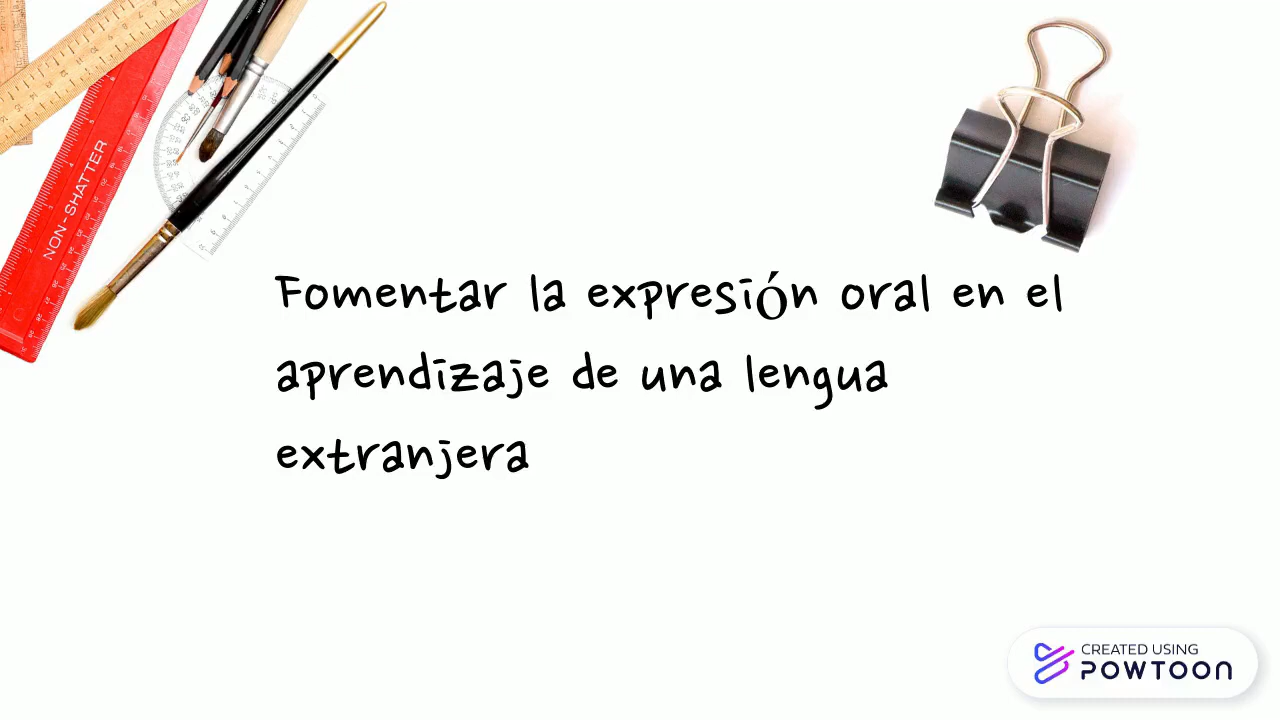 NON-SHATTER
Fomentar la expresión oral en el
aprendizaje de una lengua
extranjera
CREATED USING
POWTOON